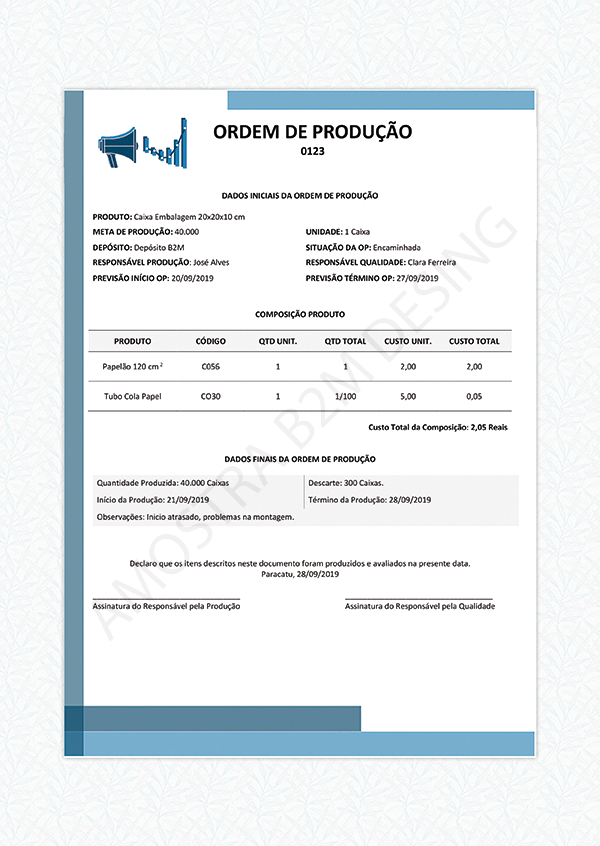 ORDEM DE PRODUÇÃO
0123
DADOS INICIAIS DA ORDEM DE PRODUÇÃO
PRODUTO: Caixa Embalagem 20x20x10 cm
META DE PRODUÇÃO: 40.000 UNIDADE: 1 Caixa
DEPÓSITO: Depósito B2M SITUAÇÃO DA OP: Encaminhada
RESPONSÁVEL PRODUÇÃO: José Alves RESPONSÁVEL QUALIDADE: Clara Ferreira
PREVISÃO INÍCIO OP: 20/09/2019 PREVISÃO TÉRMINO OP: 27/09/2019
COMPOSIÇÃO PRODUTO
PRODUTO CÓDIGO QTD UNIT. QTD TOTAL CUSTO UNIT. CUSTO TOTAL
Papelão 120 cm² C056 1 1 2,00 2,00
Tubo Cola Papel CO30 1 1/100 5,00 0,05
Custo Total da Composição: 2,05 Reais
DADOS FINAIS DA ORDEM DE PRODUÇÃO
Quantidade Produzida: 40.000 Caixas Descarte: 300 Caixas.
Início da Produção: 21/09/2019 Término da Produção: 28/09/2019
Observações: Inicio atrasado, problemas na montagem.
Declaro que os itens descritos neste documento foram produzidos e avaliados na presente data.
Paracatu, 28/09/2019
Assinatura do Responsável pela Produção Assinatura do Responsável pela Qualidade
AMOSTRA B2M DESING